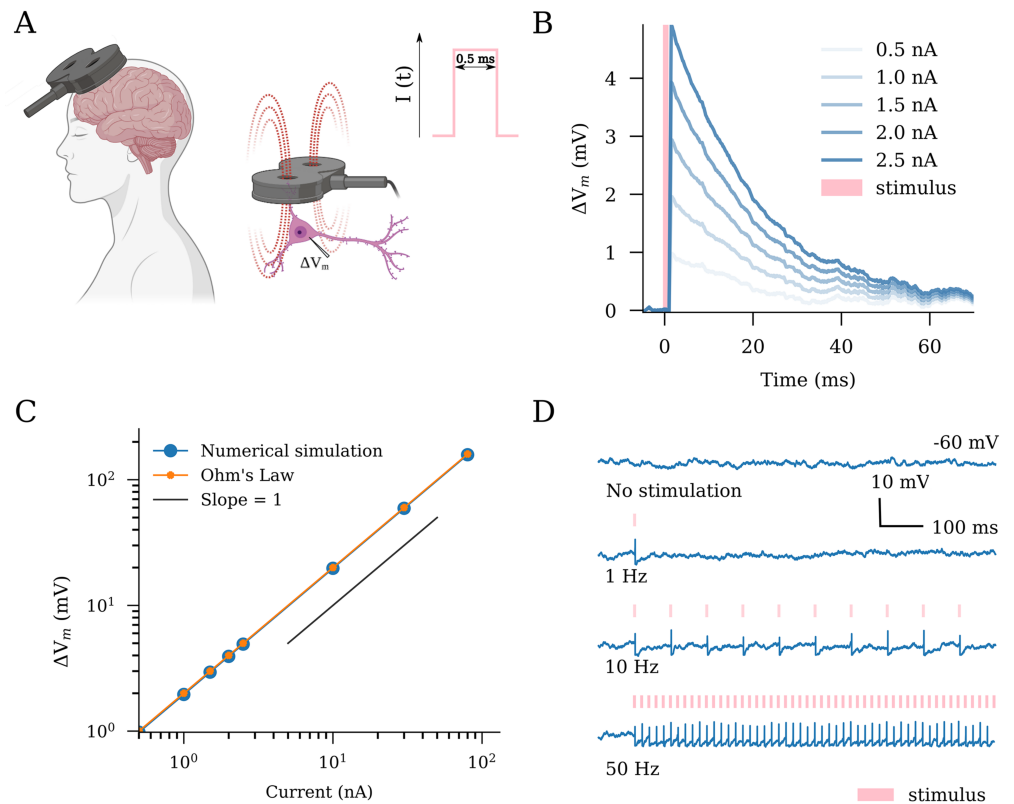 A
I (t)
0.5 ms
ΔVm
B
ΔVm (mV)
4
3
2
1
0
0
20
40
60
Time (ms)
0.5 nA
1.0 nA
1.5 nA
2.0 nA
2.5 nA
stimulus
C
ΔVm (mV)
10²
10¹
10⁰
10⁰
10¹
10²
Current (nA)
Numerical simulation
Ohm's Law
Slope = 1
D
-60 mV
No stimulation
10 mV
100 ms
1 Hz
10 Hz
50 Hz
stimulus